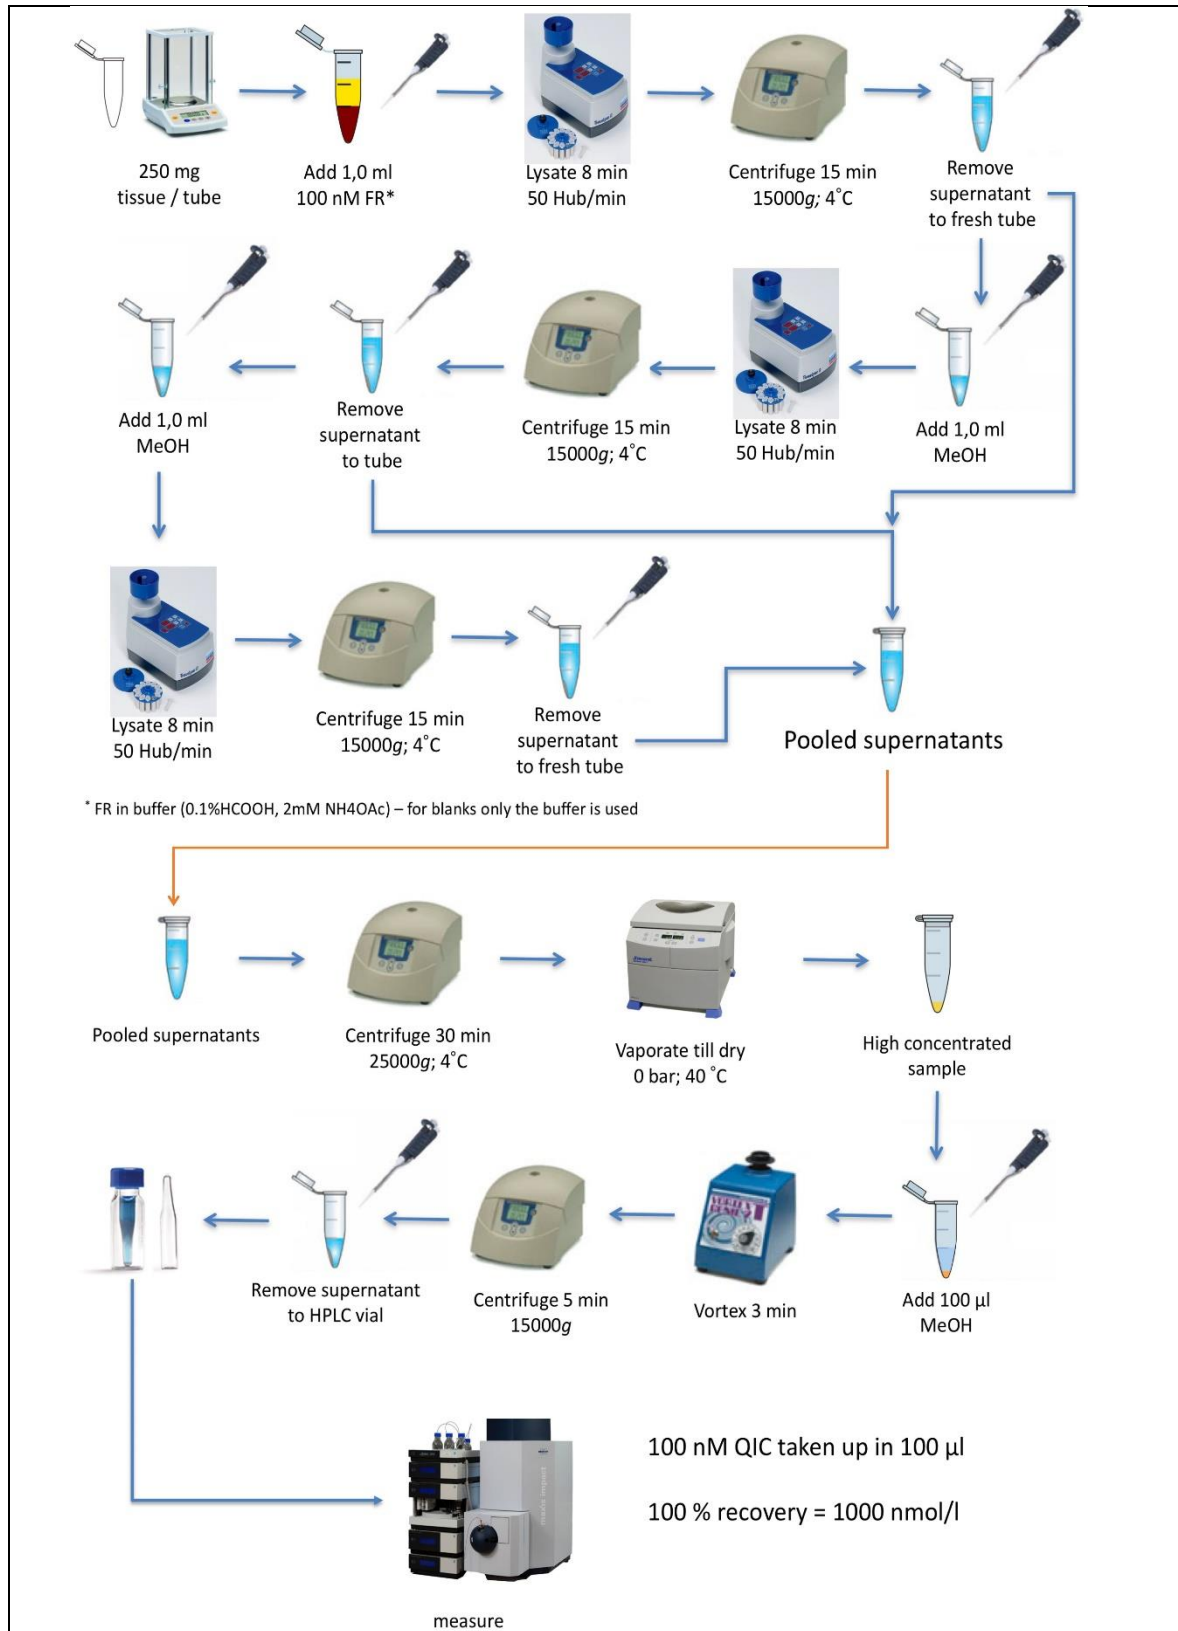 250 mg
tissue / tube
Add 1,0 ml
100 nM FR*
Lysate 8 min
50 Hub/min
Centrifuge 15 min
15000g; 4°C
Remove
supernatant
to fresh tube
Add 1,0 ml
MeOH
Remove
supernatant
to tube
Centrifuge 15 min
15000g; 4°C
Lysate 8 min
50 Hub/min
Add 1,0 ml
MeOH
Lysate 8 min
50 Hub/min
Centrifuge 15 min
15000g; 4°C
Remove
supernatant
to fresh tube
Pooled supernatants
* FR in buffer (0.1%HCOOH, 2mM NH4OAc) – for blanks only the buffer is used
Pooled supernatants
Centrifuge 30 min
25000g; 4°C
Vaporate till dry
0 bar; 40 °C
High concentrated
sample
Remove supernatant
to HPLC vial
Centrifuge 5 min
15000g
Vortex 3 min
Add 100 µl
MeOH
100 nM QIC taken up in 100 µl
100 % recovery = 1000 nmol/l
measure